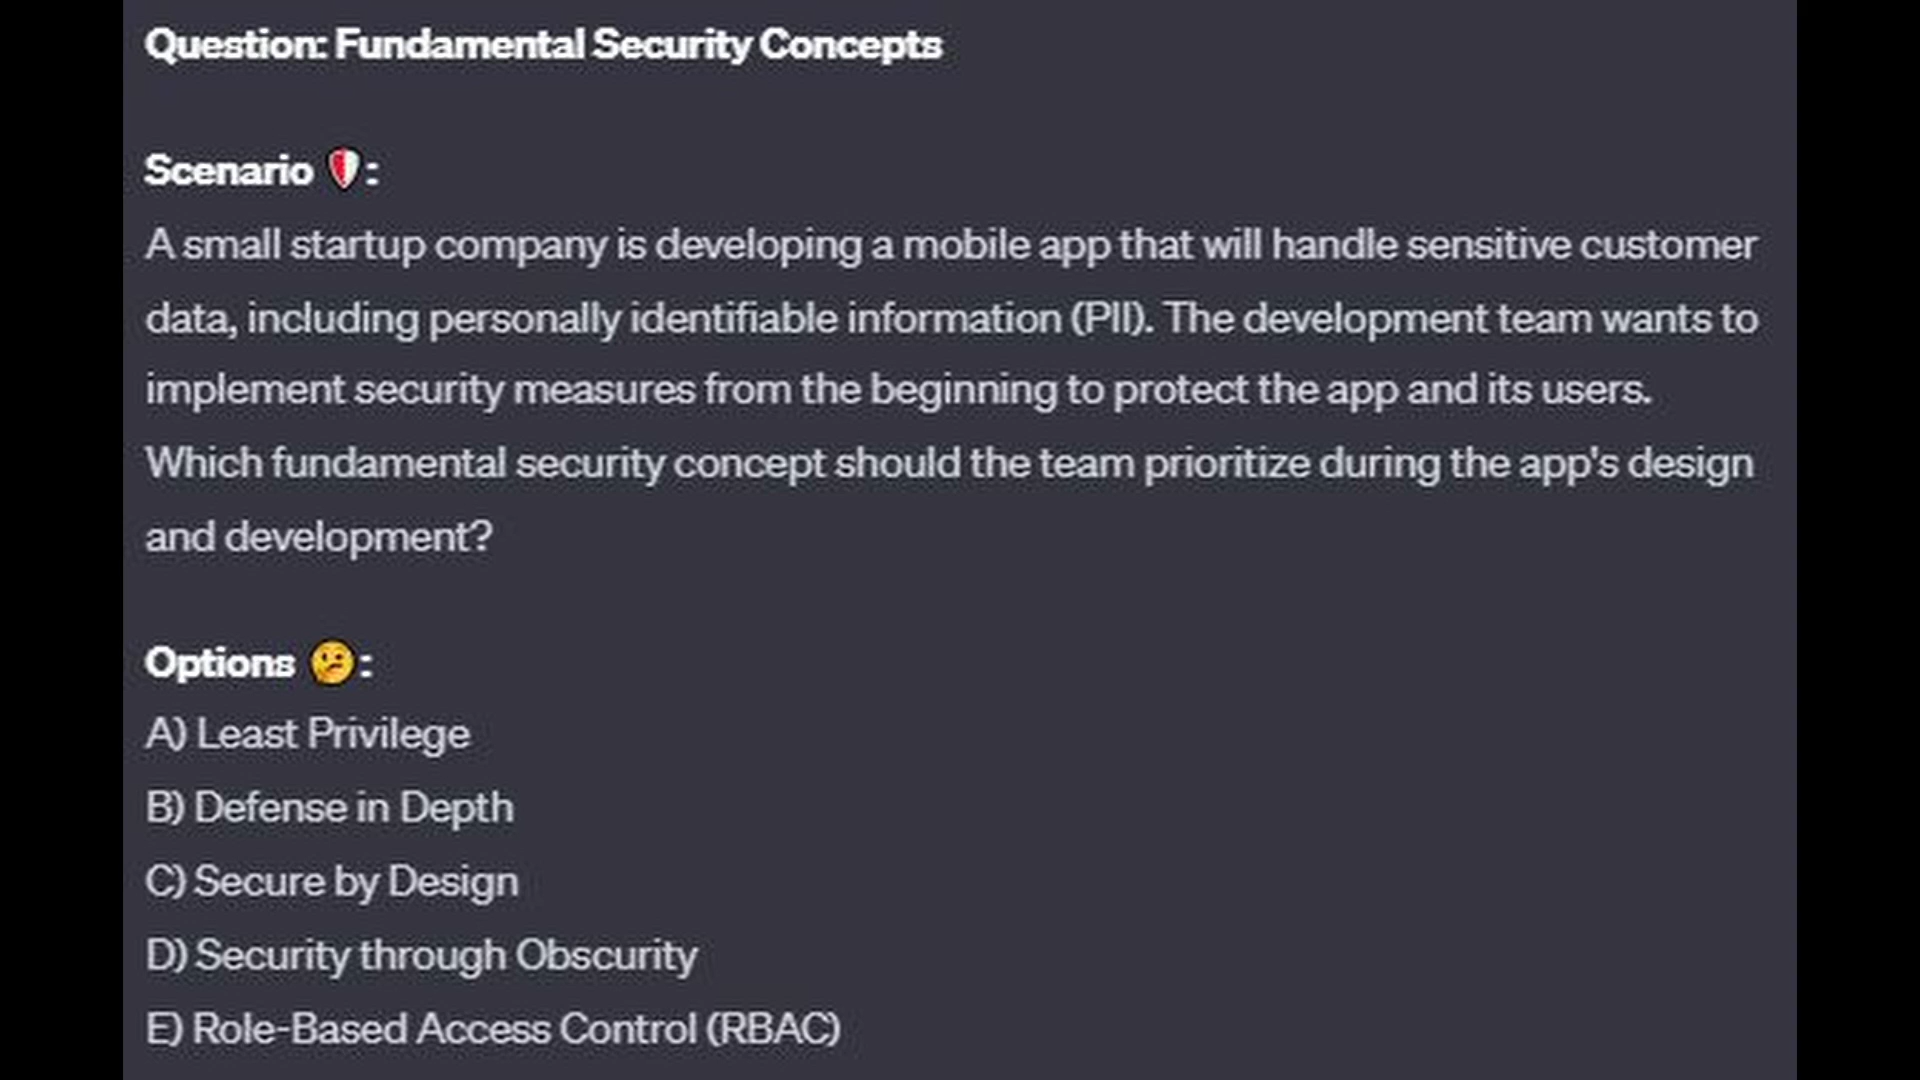 Question: Fundamental Security Concepts
Scenario 🛡️:
A small startup company is developing a mobile app that will handle sensitive customer
data, including personally identifiable information (PII). The development team wants to
implement security measures from the beginning to protect the app and its users.
Which fundamental security concept should the team prioritize during the app's design
and development?
Options 🤔:
A) Least Privilege
B) Defense in Depth
C) Secure by Design
D) Security through Obscurity
E) Role-Based Access Control (RBAC)